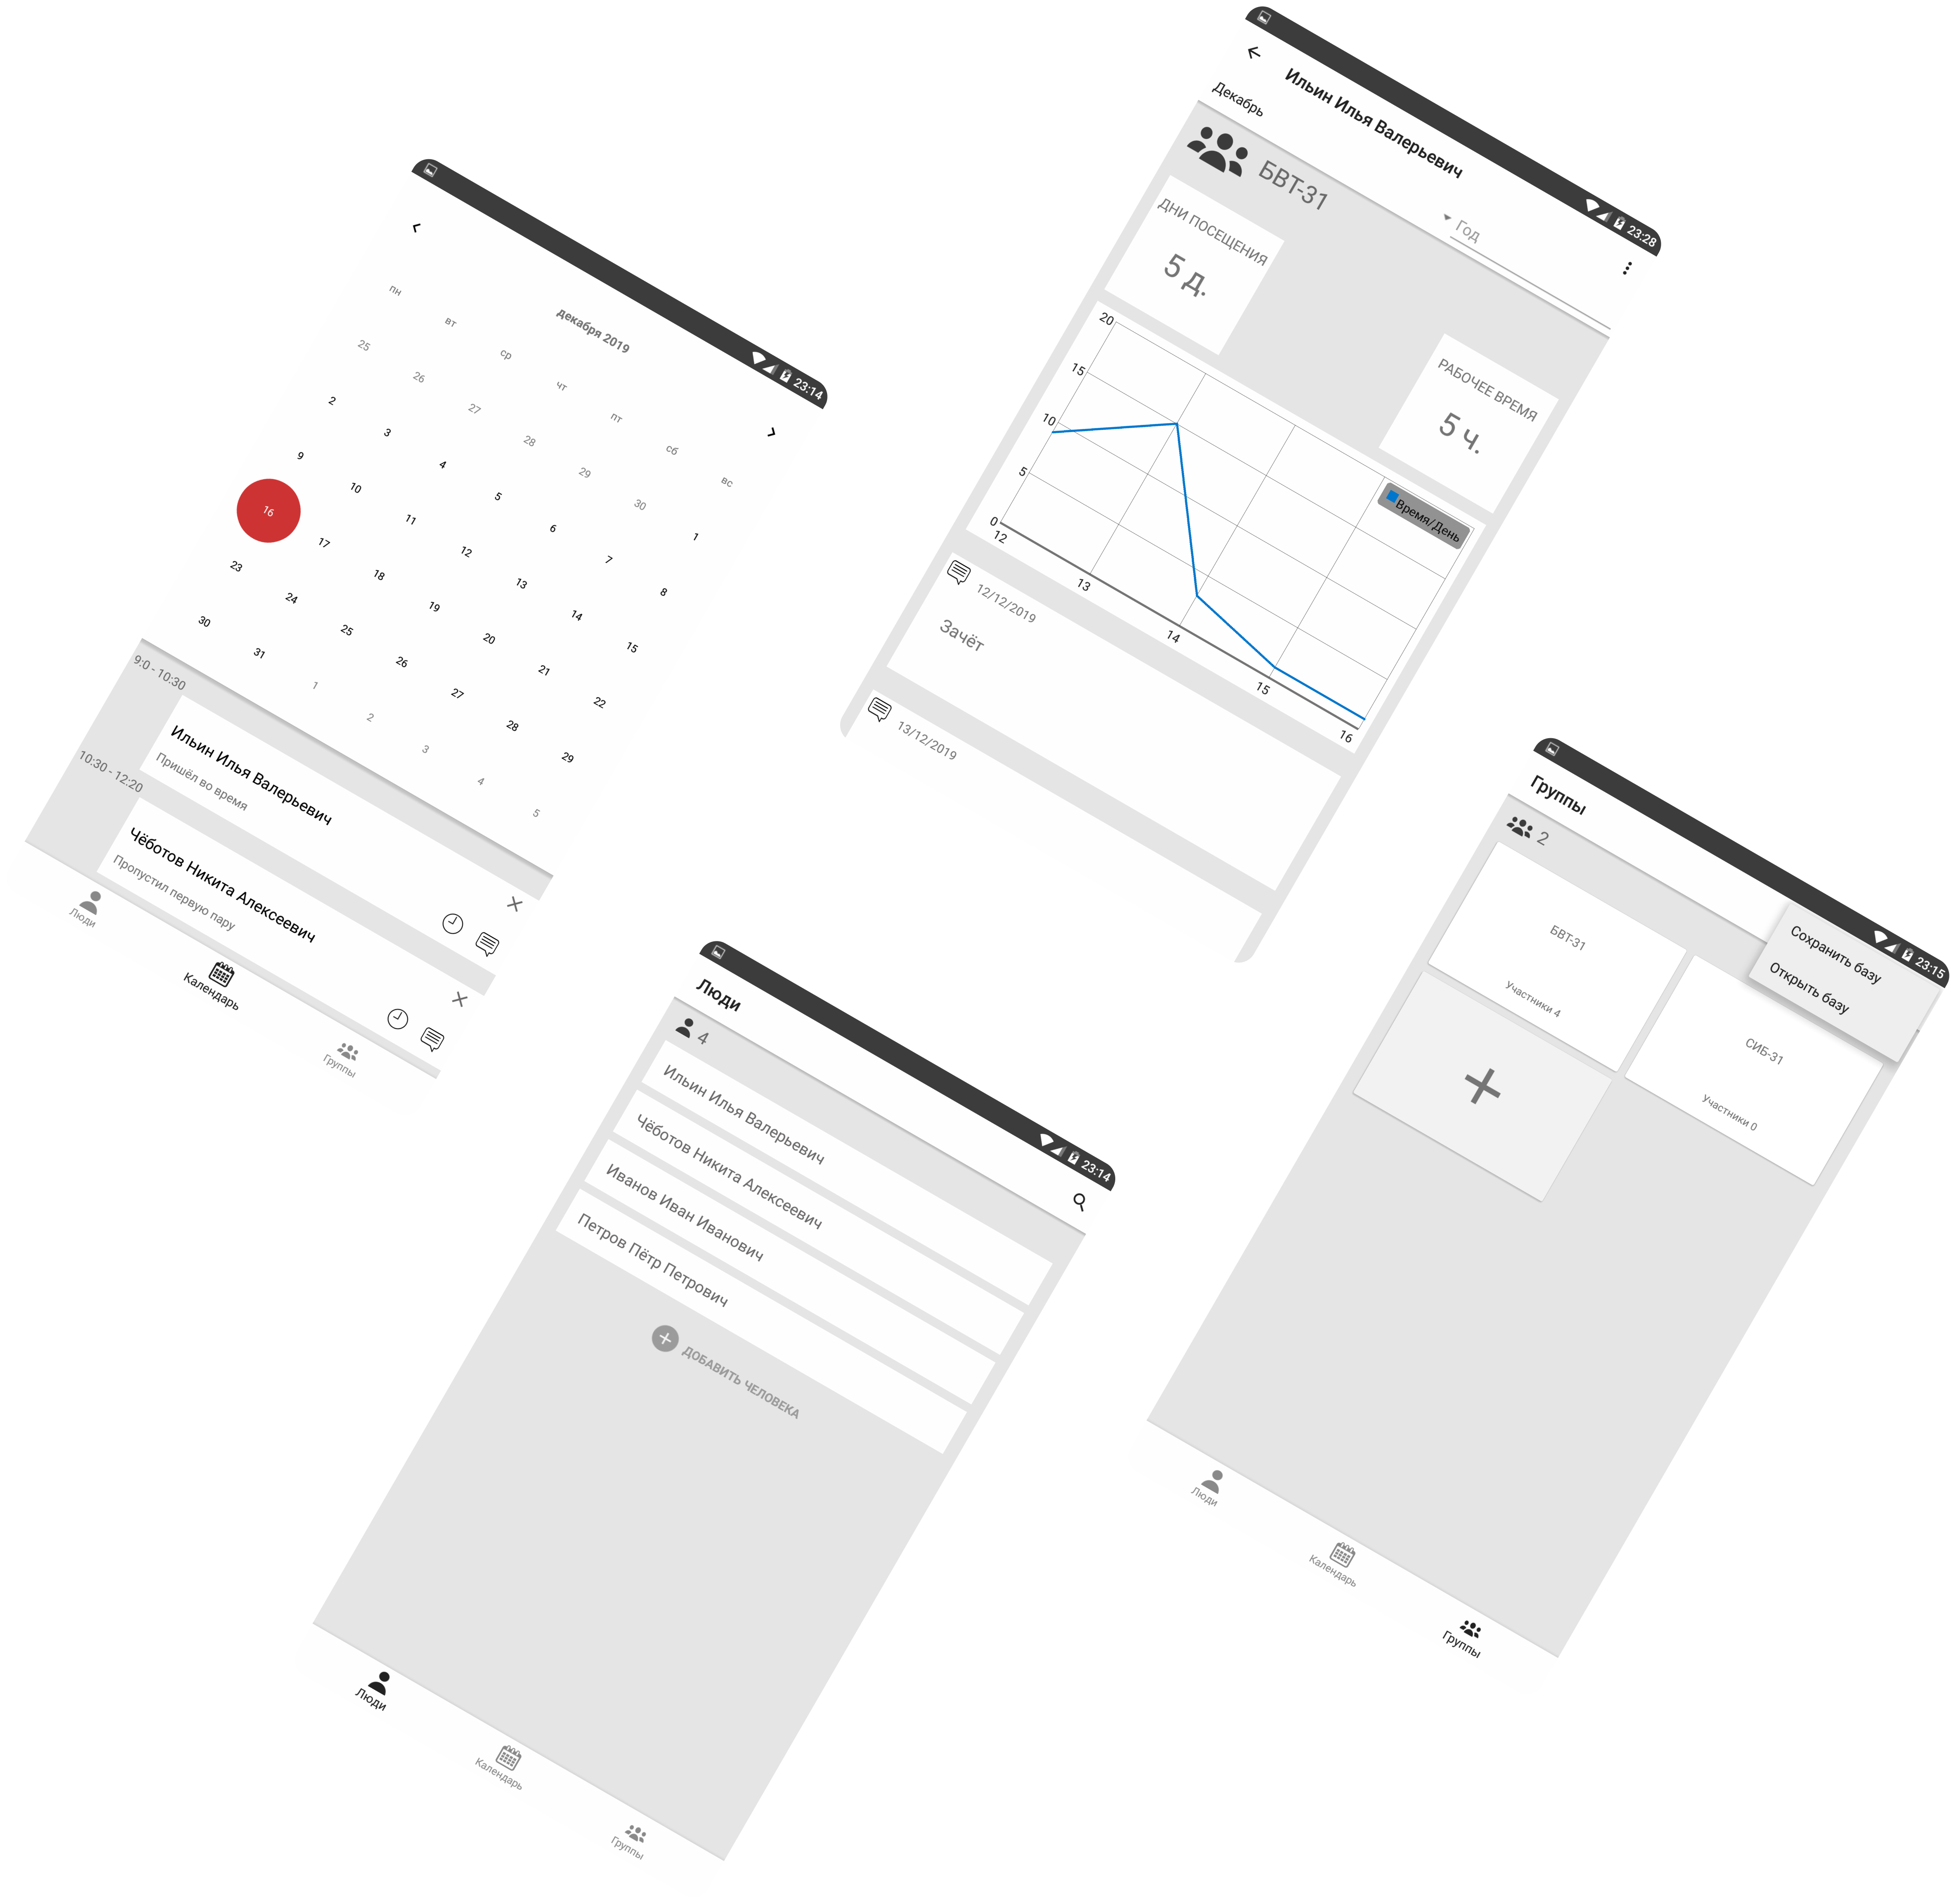 23:14
декабря 2019
пн вт ср чт пт сб вс
25 26 27 28 29 30 1
2 3 4 5 6 7 8
9 10 11 12 13 14 15
16 17 18 19 20 21 22
23 24 25 26 27 28 29
30 31 1 2 3 4 5
9:0 - 10:30
Ильин Илья Валерьевич
Пришёл во время
10:30 - 12:20
Чёботов Никита Алексеевич
Пропустил первую пару
Люди
Календарь
Группы
23:28
Ильин Илья Валерьевич
Декабрь
Год
БВТ-31
ДНИ ПОСЕЩЕНИЯ
5 д.
РАБОЧЕЕ ВРЕМЯ
5 ч.
20
15
10
5
0
12 13 14 15 16
Время/День
12/12/2019
Зачёт
13/12/2019
23:14
Люди
4
Ильин Илья Валерьевич
Чёботов Никита Алексеевич
Иванов Иван Иванович
Петров Пётр Петрович
ДОБАВИТЬ ЧЕЛОВЕКА
Люди
Календарь
Группы
23:15
Группы
2
Сохранить базу
Открыть базу
БВТ-31
Участники 4
СИБ-31
Участники 0
Люди
Календарь
Группы